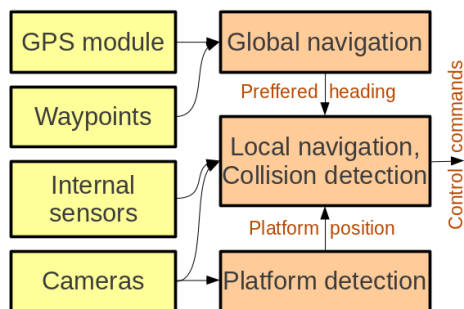 GPS module
Global navigation
Preffered heading
Waypoints
Local navigation,
Collision detection
Control commands
Internal
sensors
Platform position
Cameras
Platform detection